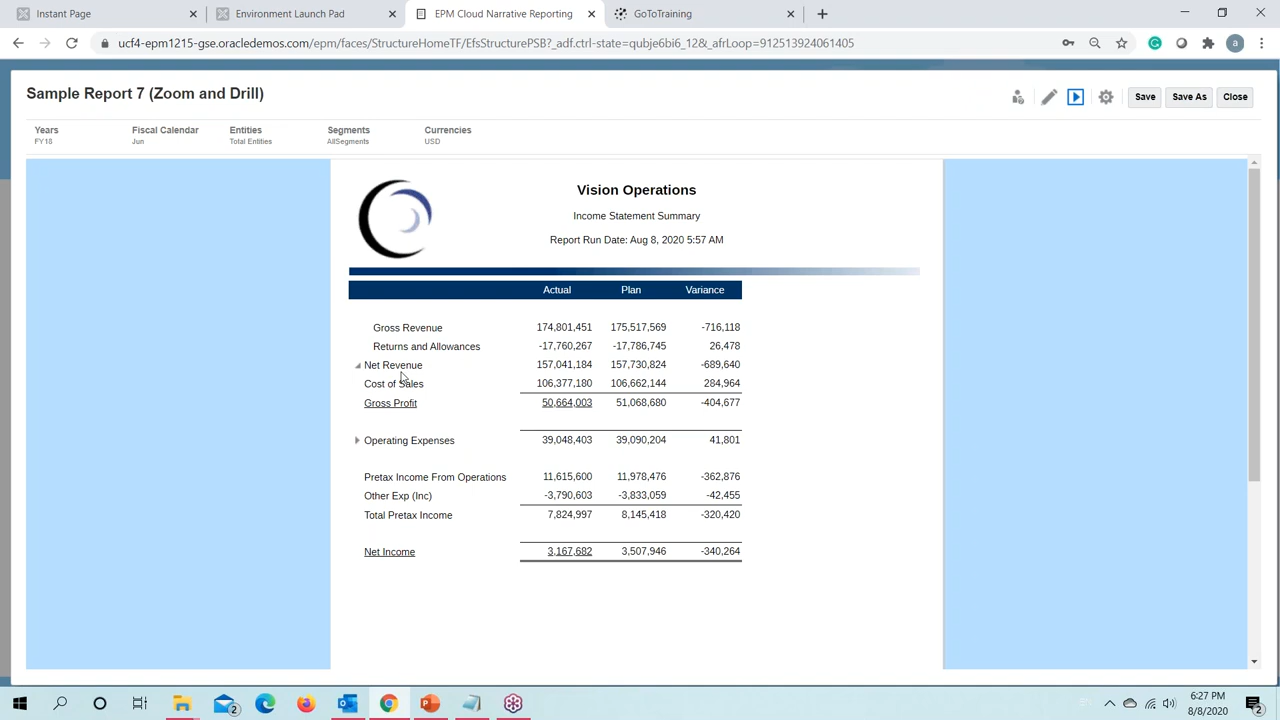 Instant Page
Environment Launch Pad
EPM Cloud Narrative Reporting
GoToTraining
ucf4-epm1215-gse.oracledemos.com/epm/faces/StructureHomeTF/EfsStructurePSB?_adf.ctrl-state=qubje6bi6_12&_afrLoop=912513924061405
a
Sample Report 7 (Zoom and Drill)
Save Save As Close
Years Fiscal Calendar Entities Segments Currencies
FY18 Jun Total Entities AllSegments USD
Vision Operations
Income Statement Summary
Report Run Date: Aug 8, 2020 5:57 AM
Actual Plan Variance
Gross Revenue 174,801,451 175,517,569 -716,118
Returns and Allowances -17,760,267 -17,786,745 26,478
Net Revenue 157,041,184 157,730,824 -689,640
Cost of Sales 106,377,180 106,662,144 284,964
Gross Profit 50,664,003 51,068,680 -404,677
Operating Expenses 39,048,403 39,090,204 41,801
Pretax Income From Operations 11,615,600 11,978,476 -362,876
Other Exp (Inc) -3,790,603 -3,833,059 -42,455
Total Pretax Income 7,824,997 8,145,418 -320,420
Net Income 3,167,682 3,507,946 -340,264
2
6:27 PM
8/8/2020
2